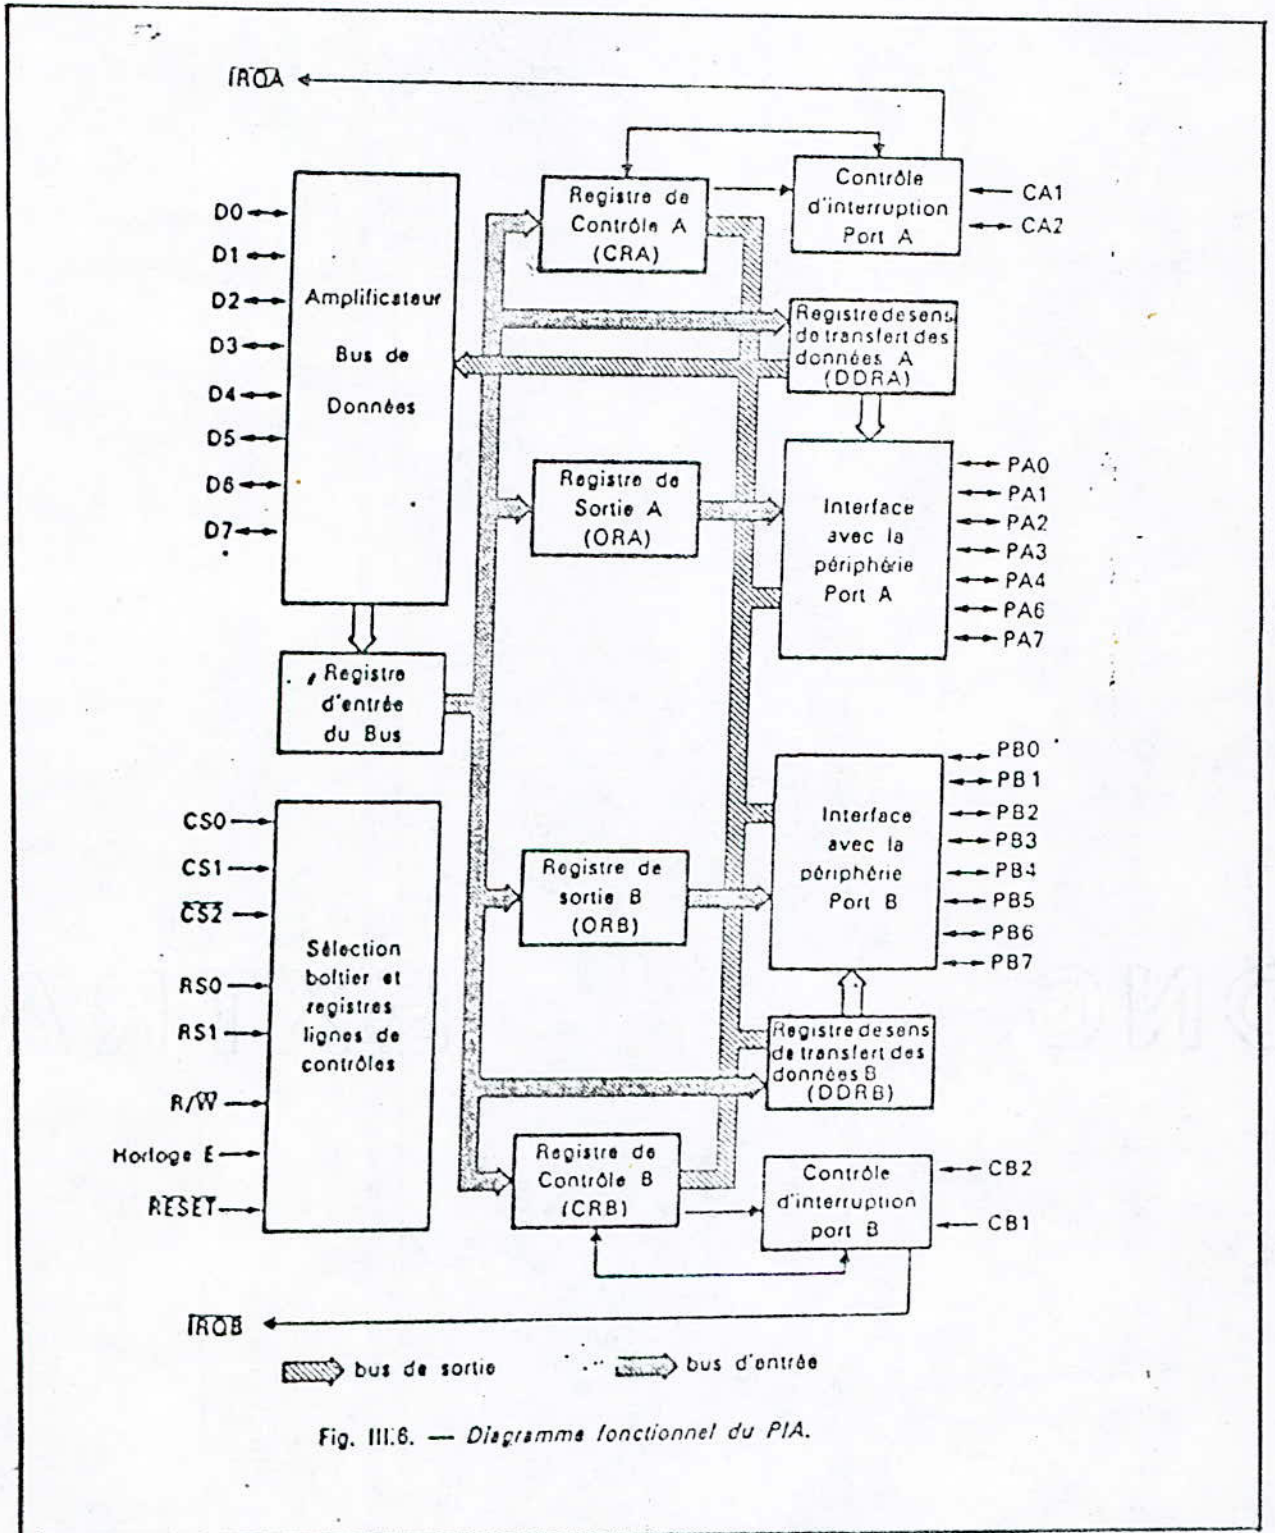 IRQA
Registre de
Contrôle A
(CRA)
Contrôle
d'interruption
Port A
CA1
CA2
D0
D1
D2
D3
D4
D5
D6
D7
Amplificateur
Bus de
Données
Registre de sens
de transfert des
données A
(DDRA)
Registre de
Sortie A
(ORA)
Interface
avec la
périphérie
Port A
PA0
PA1
PA2
PA3
PA4
PA6
PA7
Registre
d'entrée
du Bus
CS0
CS1
CS2
RS0
RS1
R/W
Horloge E
RESET
Sélection
boîtier et
registres
lignes de
contrôles
Registre de
sortie B
(ORB)
Interface
avec la
périphérie
Port B
PB0
PB1
PB2
PB3
PB4
PB5
PB6
PB7
Registre de sens
de transfert des
données B
(DDRB)
Registre de
Contrôle B
(CRB)
Contrôle
d'interruption
port B
CB2
CB1
IRQB
bus de sortie
bus d'entrée
Fig. III.6. — Diagramme fonctionnel du PIA.